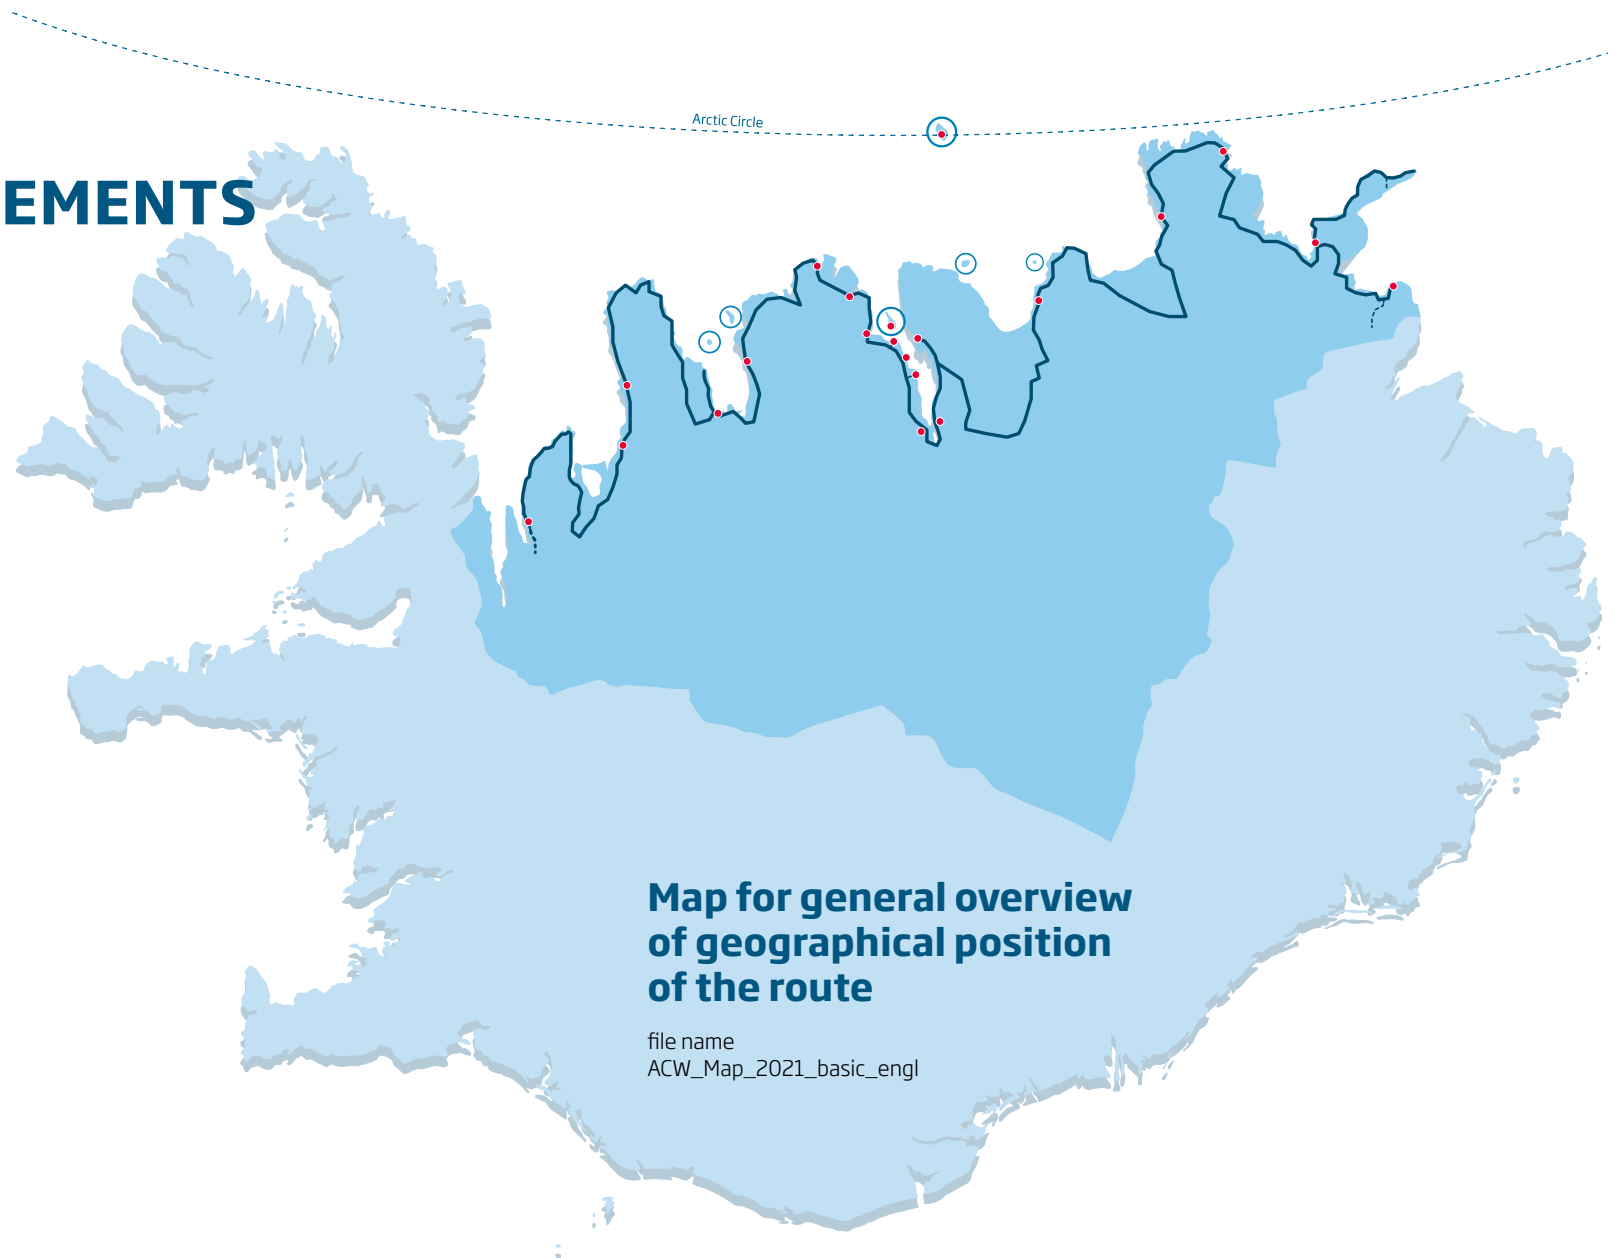 Arctic Circle
EMENTS
Map for general overview
of geographical position
of the route
file name
ACW_Map_2021_basic_engl